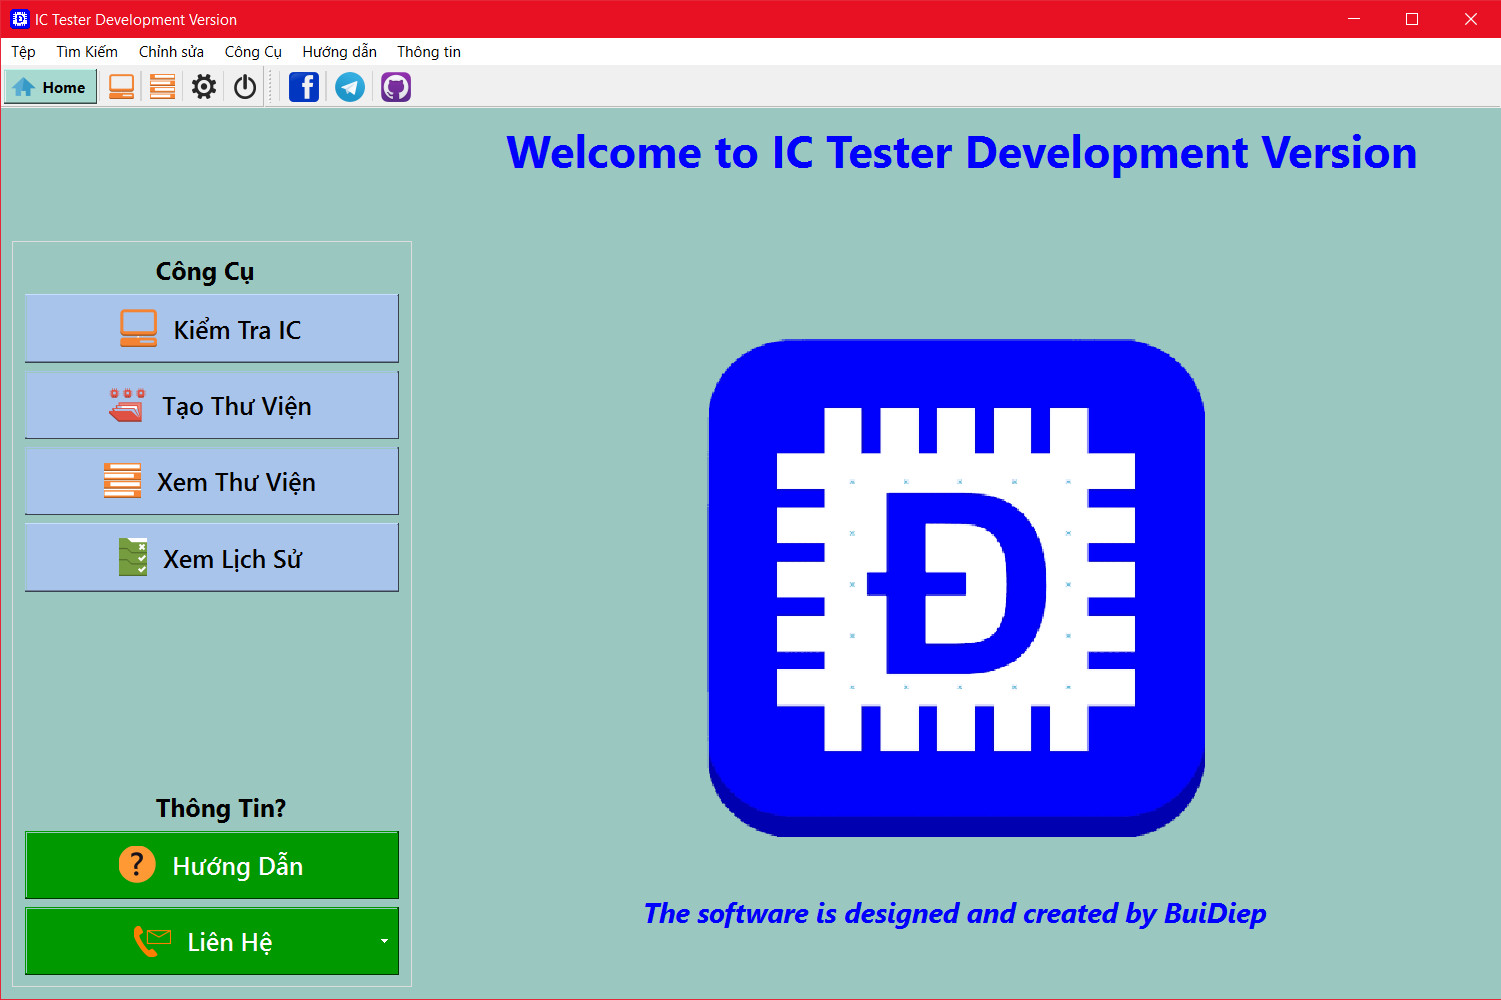 IC Tester Development Version
Tệp Tìm Kiếm Chỉnh sửa Công Cụ Hướng dẫn Thông tin
Home
Welcome to IC Tester Development Version
Công Cụ
Kiểm Tra IC
Tạo Thư Viện
Xem Thư Viện
Xem Lịch Sử
Đ
Thông Tin?
Hướng Dẫn
Liên Hệ
The software is designed and created by BuiDiep